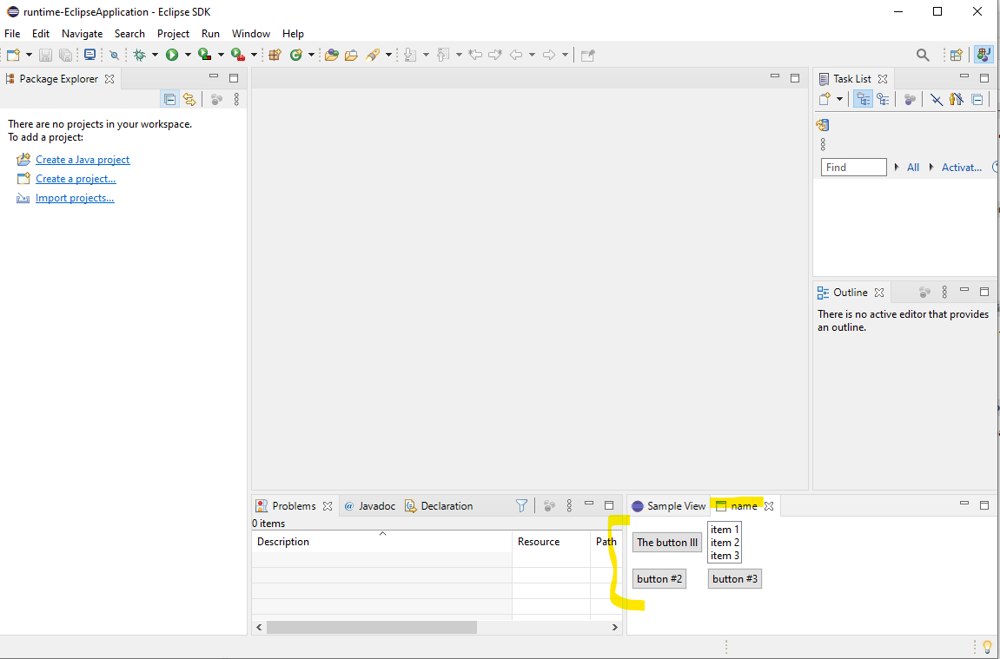 runtime-EclipseApplication - Eclipse SDK
File Edit Navigate Search Project Run Window Help
Package Explorer
There are no projects in your workspace.
To add a project:
Create a Java project
Create a project...
Import projects...
Task List
Find
All
Activat...
Outline
There is no active editor that provides
an outline.
Problems
@ Javadoc
Declaration
0 items
Description Resource Path
Sample View
name
The button III
item 1
item 2
item 3
button #2
button #3